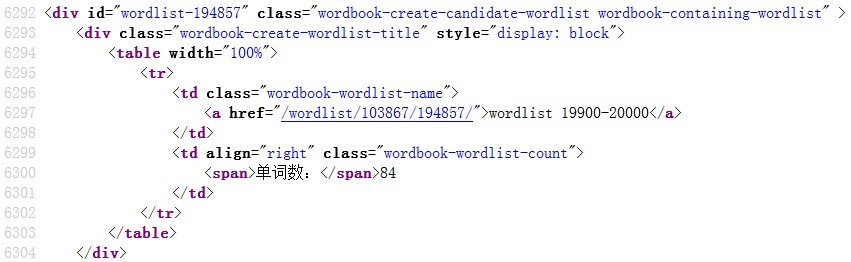 6292 <div id="wordlist-194857" class="wordbook-create-candidate-wordlist wordbook-containing-wordlist" >
6293 <div class="wordbook-create-wordlist-title" style="display: block">
6294 <table width="100%">
6295 <tr>
6296 <td class="wordbook-wordlist-name">
6297 <a href="/wordlist/103867/194857/">wordlist 19900-20000</a>
6298 </td>
6299 <td align="right" class="wordbook-wordlist-count">
6300 <span>单词数：</span>84
6301 </td>
6302 </tr>
6303 </table>
6304 </div>